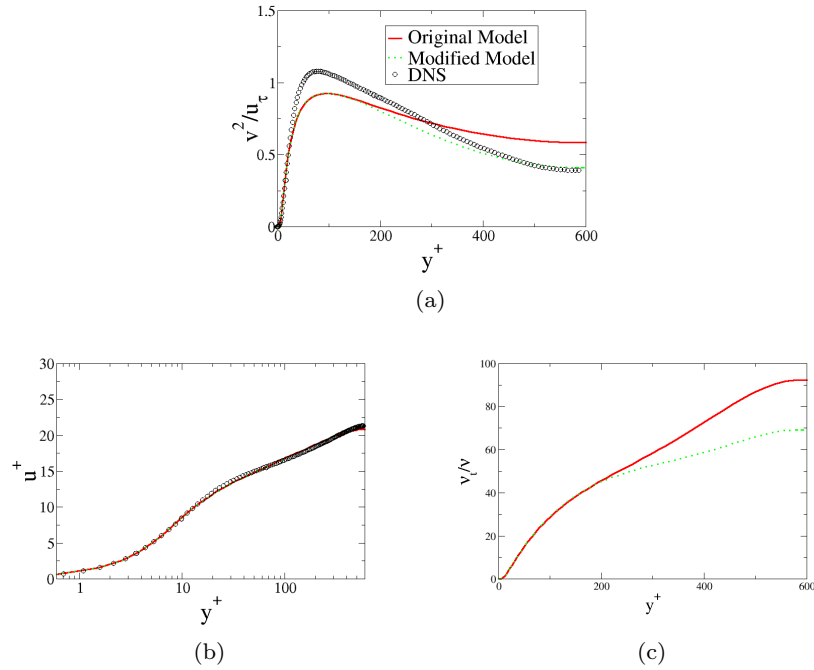 1.5
1
0.5
0
v²/u_τ
Original Model
Modified Model
DNS
0 200 400 600
y⁺
(a)
30
25
20
15
10
5
0
u⁺
1 10 100
y⁺
(b)
100
80
60
40
20
0
ν_t/ν
0 200 400 600
y⁺
(c)